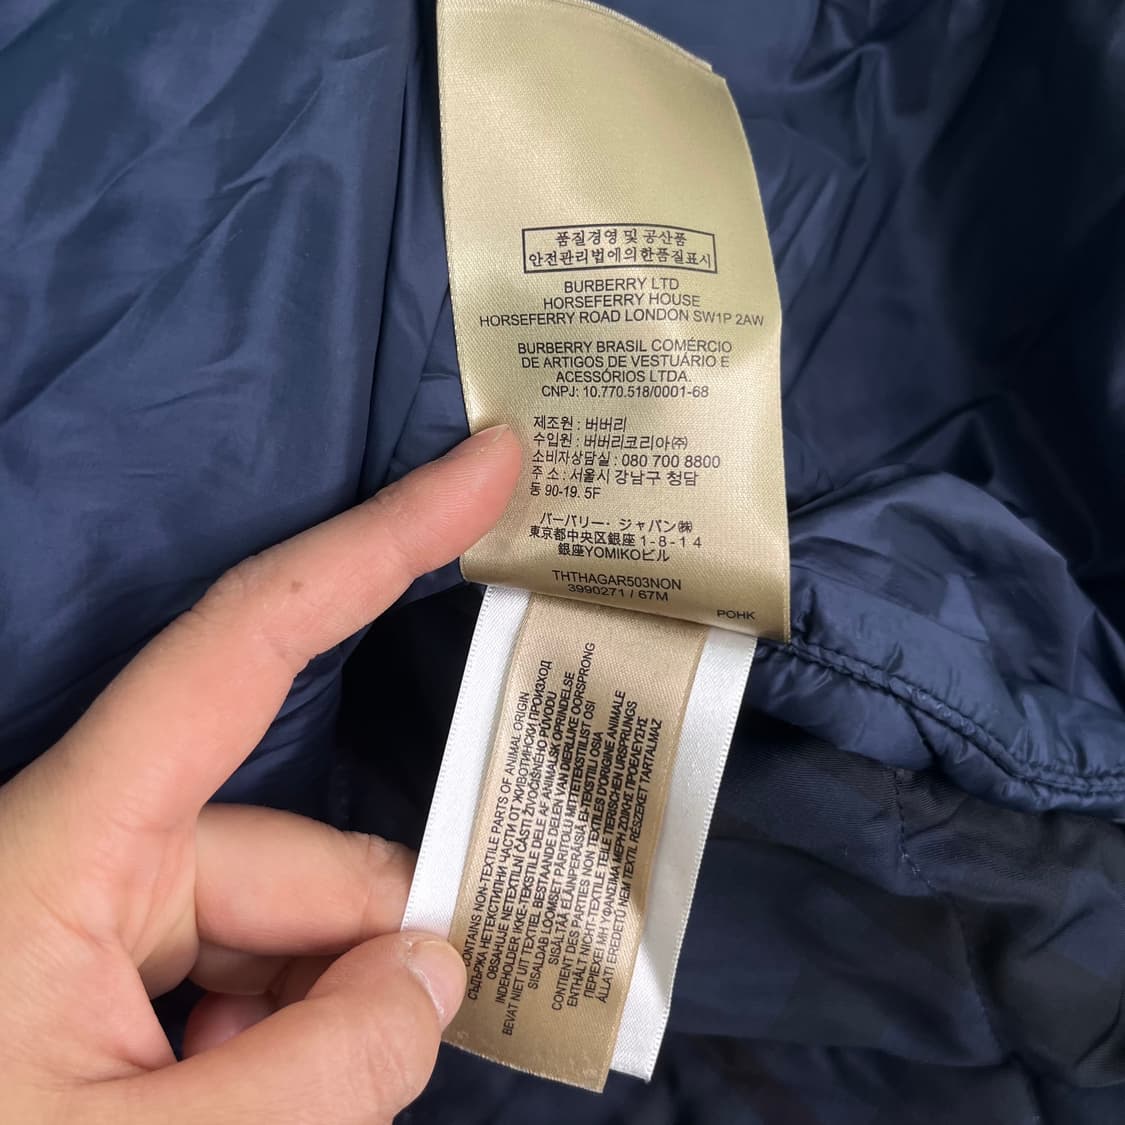 품질경영 및 공산품
안전관리법에의한품질표시
BURBERRY LTD
HORSEFERRY HOUSE
HORSEFERRY ROAD LONDON SW1P 2AW
BURBERRY BRASIL COMÉRCIO
DE ARTIGOS DE VESTUÁRIO E
ACESSÓRIOS LTDA.
CNPJ: 10.770.518/0001-68
제조원 : 버버리
수입원 : 버버리코리아㈜
소비자상담실 : 080 700 8800
주 소 : 서울시 강남구 청담
동 90-19. 5F
バーバリー・ジャパン㈱
東京都中央区銀座1-8-14
銀座YOMIKOビル
THTHAGAR503NON
3990271 / 67M
POHK
CONTAINS NON-TEXTILE PARTS OF ANIMAL ORIGIN
СЪДЪРЖА НЕТЕКСТИЛНИ ЧАСТИ ОТ ЖИВОТИНСКИ ПРОИЗХОД
OBSAHUJE NETEXTILNÍ ČÁSTI ŽIVOČIŠNÉHO PŮVODU
INDEHOLDER IKKE-TEKSTILE DELE AF ANIMALSK OPRINDELSE
BEVAT NIET UIT TEXTIEL BESTAANDE DELEN VAN DIERLIJKE OORSPRONG
SISALDAB LOOMSET PÄRITOLU MITTETEKSTIILIST OSI
SISÄLTÄÄ ELÄINPERÄISIÄ EI-TEKSTIILIOSIA
CONTIENT DES PARTIES NON TEXTILES D'ORIGINE ANIMALE
ENTHÄLT NICHT-TEXTILE TEILE TIERISCHEN URSPRUNGS
ΠΕΡΙΕΧΕΙ ΜΗ ΥΦΑΝΣΙΜΑ ΜΕΡΗ ΖΩΙΚΗΣ ΠΡΟΕΛΕΥΣΗΣ
ÁLLATI EREDETŰ NEM TEXTIL RÉSZEKET TARTALMAZ